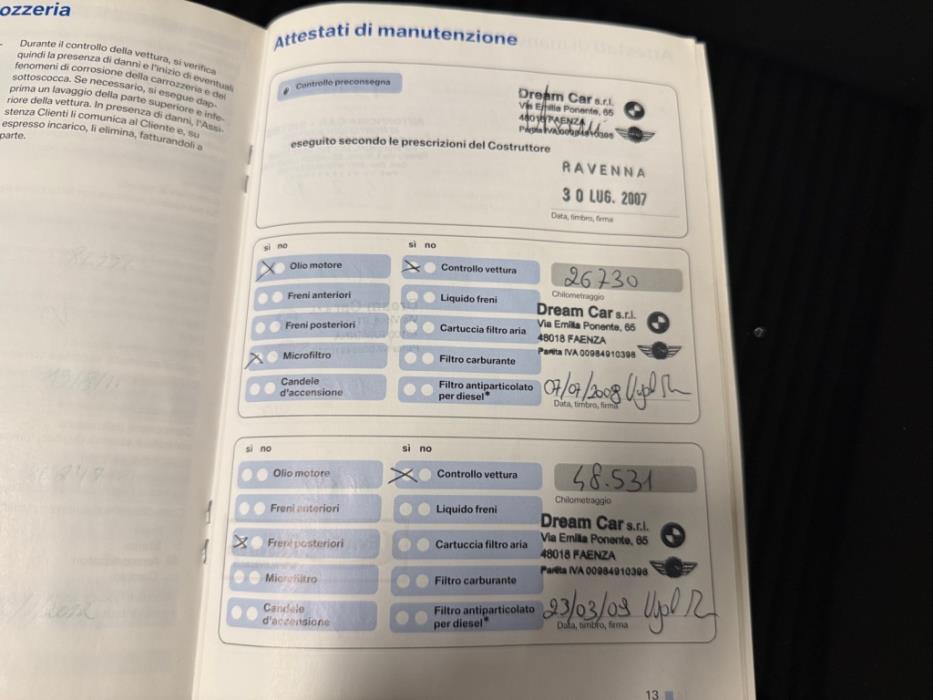 ozzeria
Durante il controllo della vettura, si verifica
quindi la presenza di danni e l'inizio di eventuali
fenomeni di corrosione della carrozzeria e del
sottoscocca. Se necessario, si esegue dap-
prima un lavaggio della parte superiore e infe-
riore della vettura. In presenza di danni, l'Assi-
stenza Clienti li comunica al Cliente e, su
espresso incarico, li elimina, fatturandoli a
parte.
Attestati di manutenzione
Controllo preconsegna
Dream Car s.r.l.
Via Emilia Ponente, 65
48018 FAENZA
Partita IVA 00984910398
eseguito secondo le prescrizioni del Costruttore
RAVENNA
30 LUG. 2007
Data, timbro, firma
sì no sì no
Olio motore Controllo vettura 26730
Chilometraggio
Freni anteriori Liquido freni
Dream Car s.r.l.
Via Emilia Ponente, 65
48018 FAENZA
Partita IVA 00984910398
Freni posteriori Cartuccia filtro aria
Microfiltro Filtro carburante
Candele
d'accensione
Filtro antiparticolato
per diesel*
07/07/2008
Data, timbro, firma
sì no sì no
Olio motore Controllo vettura 48.531
Chilometraggio
Freni anteriori Liquido freni
Dream Car s.r.l.
Via Emilia Ponente, 65
48018 FAENZA
Partita IVA 00984910398
Freni posteriori Cartuccia filtro aria
Microfiltro Filtro carburante
Candele
d'accensione
Filtro antiparticolato
per diesel*
23/03/09
Data, timbro, firma
13